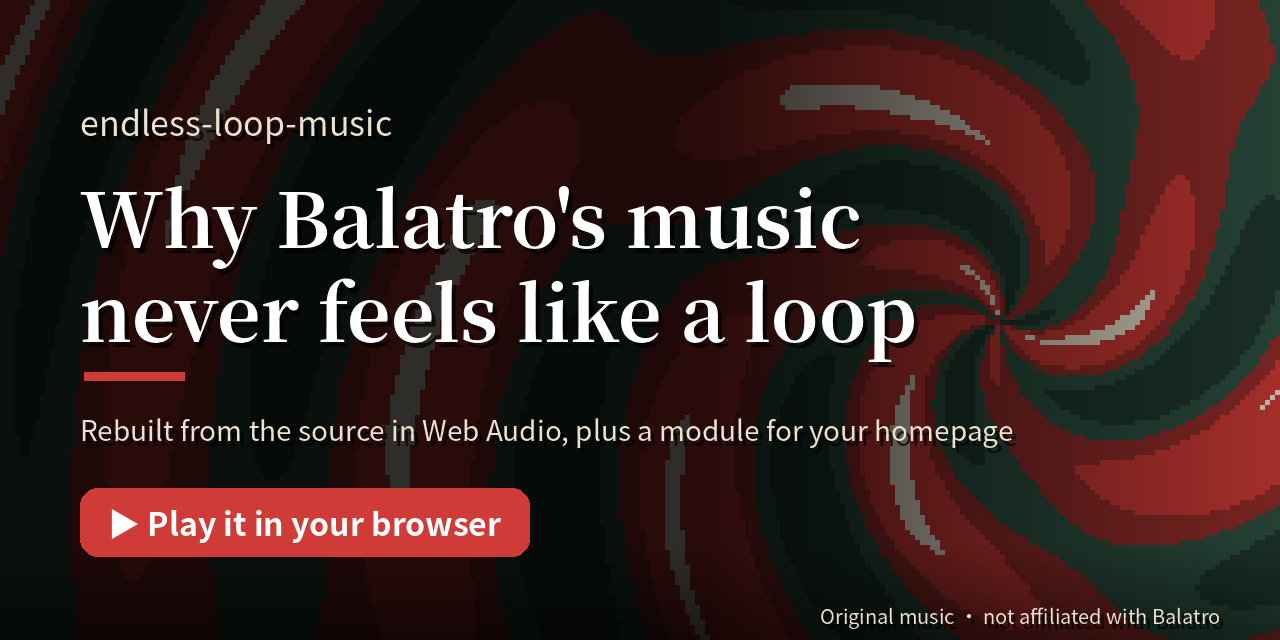 endless-loop-music
Why Balatro's music
never feels like a loop
Rebuilt from the source in Web Audio, plus a module for your homepage
▶ Play it in your browser
Original music ・ not affiliated with Balatro